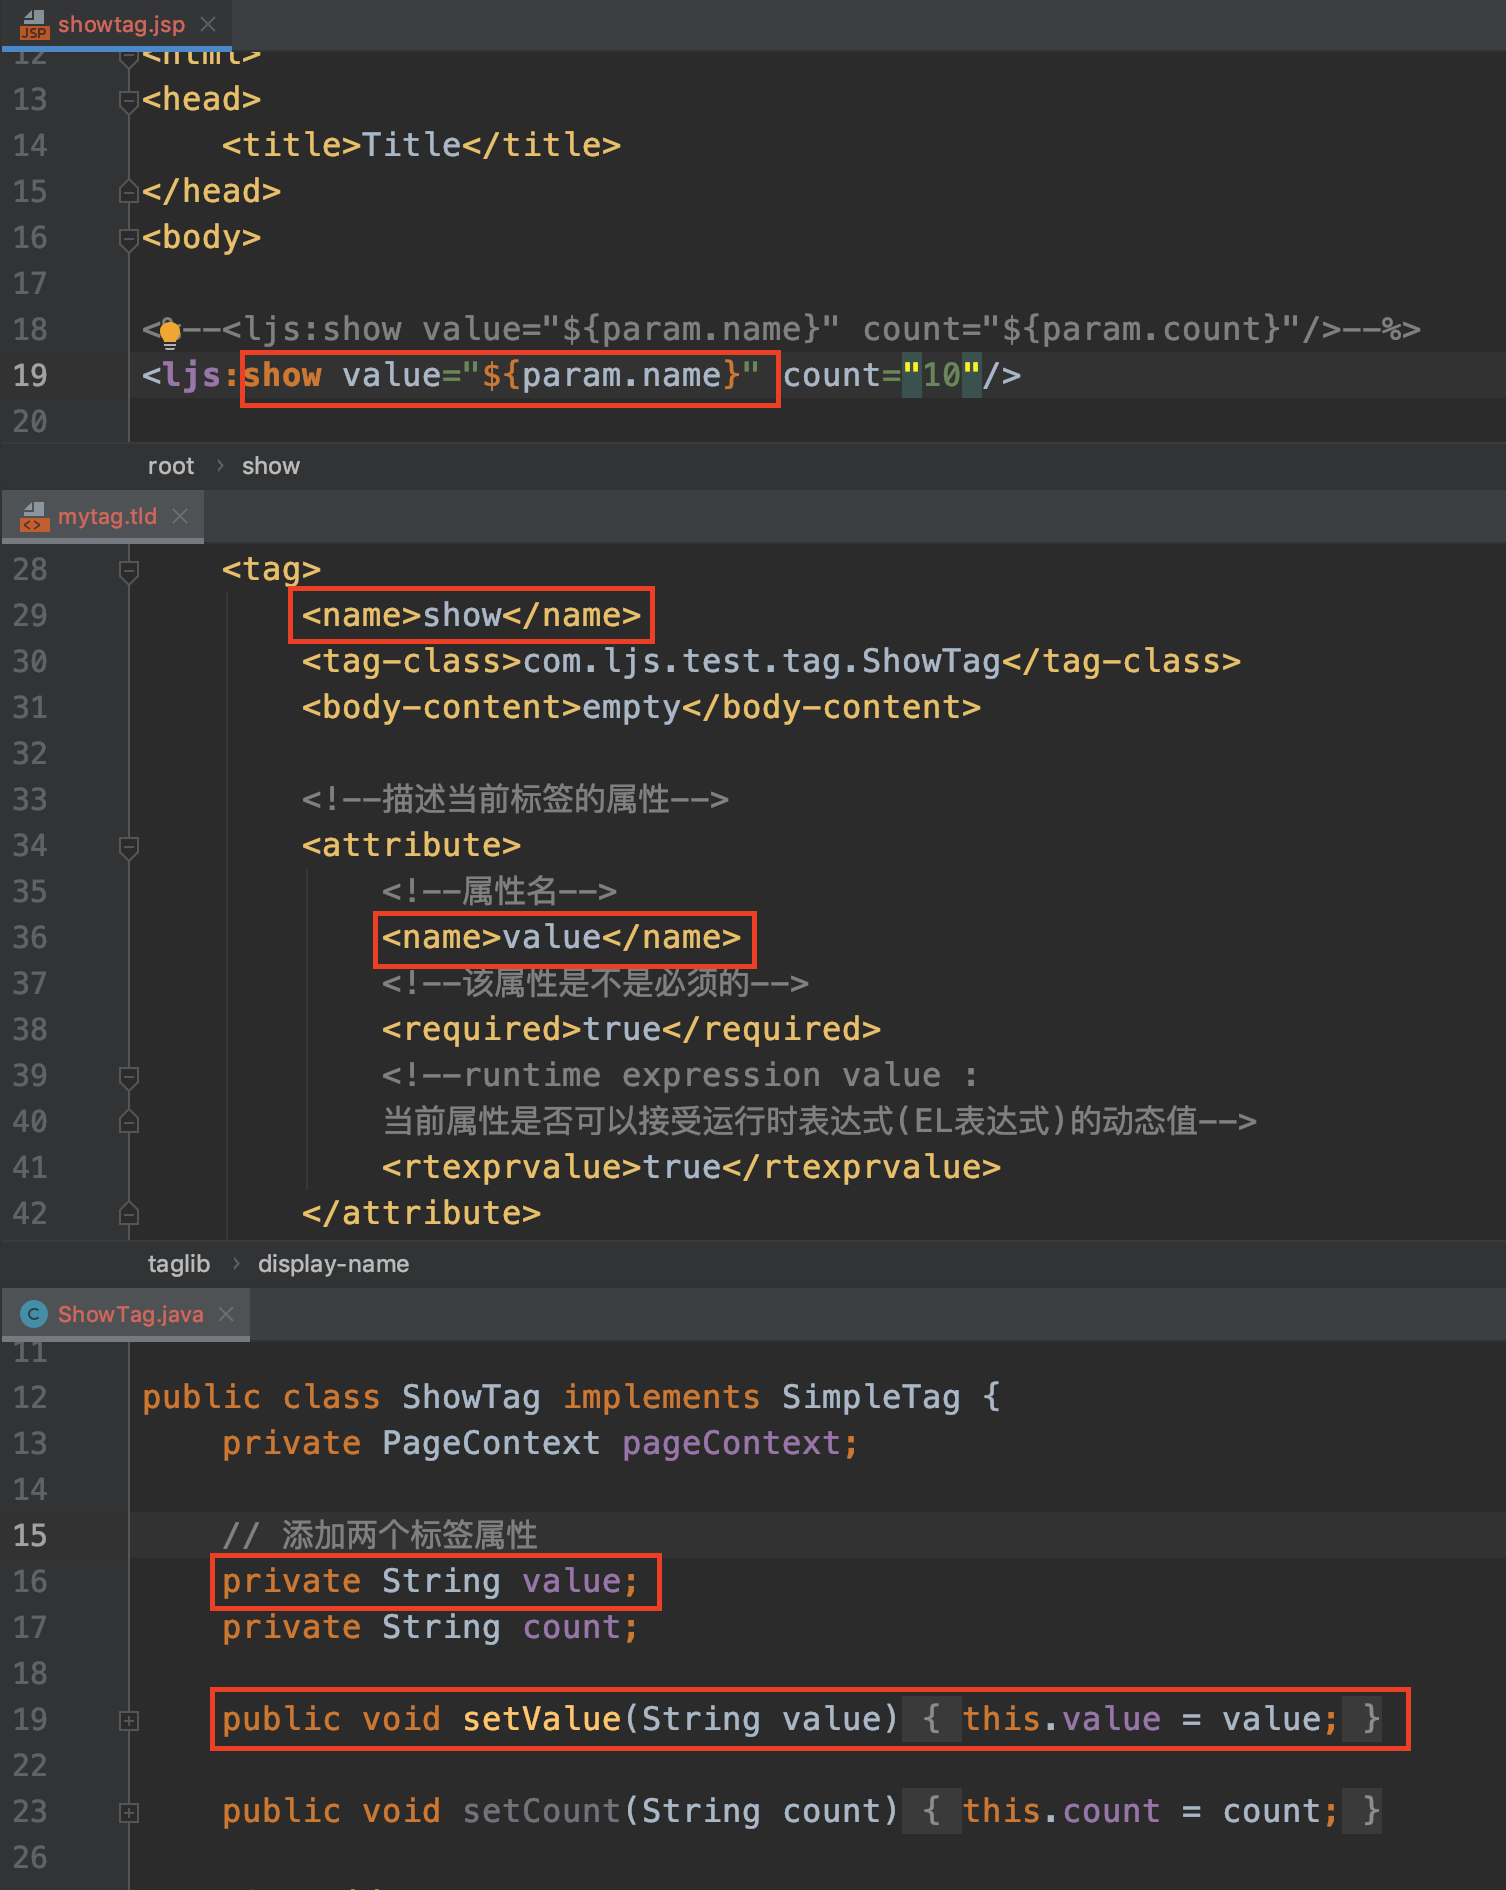 showtag.jsp
12 <html>
13 <head>
14 <title>Title</title>
15 </head>
16 <body>
17
18 <%--<ljs:show value="${param.name}" count="${param.count}"/>--%>
19 <ljs:show value="${param.name}" count="10"/>
20
root › show
mytag.tld
28 <tag>
29 <name>show</name>
30 <tag-class>com.ljs.test.tag.ShowTag</tag-class>
31 <body-content>empty</body-content>
32
33 <!--描述当前标签的属性-->
34 <attribute>
35 <!--属性名-->
36 <name>value</name>
37 <!--该属性是不是必须的-->
38 <required>true</required>
39 <!--runtime expression value :
40 当前属性是否可以接受运行时表达式(EL表达式)的动态值-->
41 <rtexprvalue>true</rtexprvalue>
42 </attribute>
taglib › display-name
ShowTag.java
11
12 public class ShowTag implements SimpleTag {
13 private PageContext pageContext;
14
15 // 添加两个标签属性
16 private String value;
17 private String count;
18
19 public void setValue(String value) { this.value = value; }
22
23 public void setCount(String count) { this.count = count; }
26